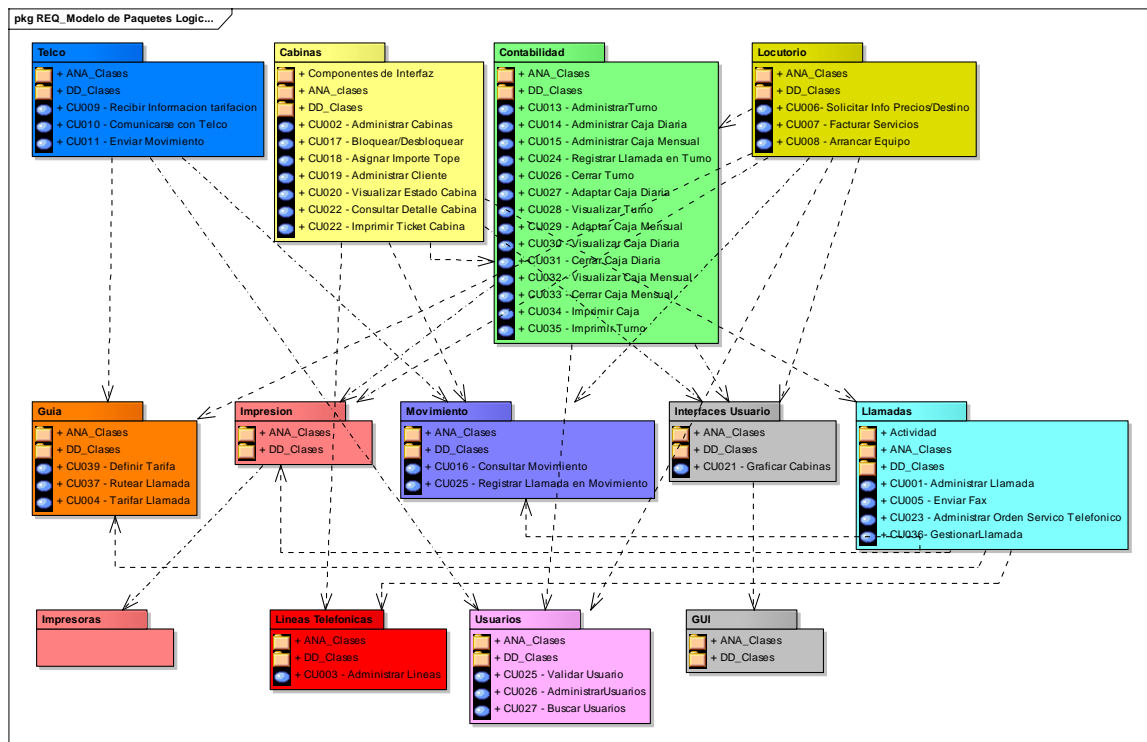 pkg REQ_Modelo de Paquetes Logic...
Telco
+ ANA_Clases
+ DD_Clases
+ CU009 - Recibir Informacion tarifacion
+ CU010 - Comunicarse con Telco
+ CU011 - Enviar Movimiento
Cabinas
+ Componentes de Interfaz
+ ANA_clases
+ DD_Clases
+ CU002 - Administrar Cabinas
+ CU017 - Bloquear/Desbloquear
+ CU018 - Asignar Importe Tope
+ CU019 - Administrar Cliente
+ CU020 - Visualizar Estado Cabina
+ CU022 - Consultar Detalle Cabina
+ CU022 - Imprimir Ticket Cabina
Contabilidad
+ ANA_Clases
+ DD_Clases
+ CU013 - AdministrarTurno
+ CU014 - Administrar Caja Diaria
+ CU015 - Administrar Caja Mensual
+ CU024 - Registrar Llamada en Turno
+ CU026 - Cerrar Turno
+ CU027 - Adaptar Caja Diaria
+ CU028 - Visualizar Turno
+ CU029 - Adaptar Caja Mensual
+ CU030 - Visualizar Caja Diaria
+ CU031 - Cerrar Caja Diaria
+ CU032 - Visualizar Caja Mensual
+ CU033 - Cerrar Caja Mensual
+ CU034 - Imprimir Caja
+ CU035 - Imprimir Turno
Locutorio
+ ANA_Clases
+ DD_Clases
+ CU006- Solicitar Info Precios/Destino
+ CU007 - Facturar Servicios
+ CU008 - Arrancar Equipo
Guia
+ ANA_Clases
+ DD_Clases
+ CU039 - Definir Tarifa
+ CU037 - Rutear Llamada
+ CU004 - Tarifar Llamada
Impresion
+ ANA_Clases
+ DD_Clases
Movimiento
+ ANA_Clases
+ DD_Clases
+ CU016 - Consultar Movimiento
+ CU025 - Registrar Llamada en Movimiento
Interfaces Usuario
+ ANA_Clases
+ DD_Clases
+ CU021 - Graficar Cabinas
Llamadas
+ Actividad
+ ANA_Clases
+ DD_Clases
+ CU001- Administrar Llamada
+ CU005 - Enviar Fax
+ CU023 - Administrar Orden Servico Telefonico
+ CU036- GestionarLlamada
Impresoras
Lineas Telefonicas
+ ANA_Clases
+ DD_Clases
+ CU003 - Administrar Lineas
Usuarios
+ ANA_Clases
+ DD_Clases
+ CU025 - Validar Usuario
+ CU026 - AdministrarUsuarios
+ CU027 - Buscar Usuarios
GUI
+ ANA_Clases
+ DD_Clases